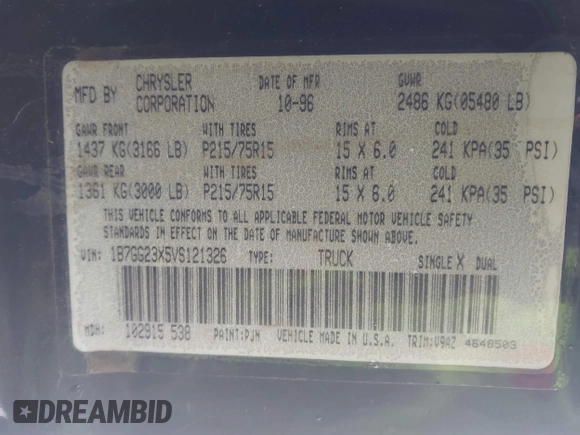 MFD BY CHRYSLER CORPORATION DATE OF MFR 10-96 GVWR 2486 KG(05480 LB)
GAWR FRONT WITH TIRES RIMS AT COLD
1437 KG(3166 LB) P215/75R15 15 X 6.0 241 KPA(35 PSI)
GAWR REAR WITH TIRES RIMS AT COLD
1361 KG(3000 LB) P215/75R15 15 X 6.0 241 KPA(35 PSI)
THIS VEHICLE CONFORMS TO ALL APPLICABLE FEDERAL MOTOR VEHICLE SAFETY
STANDARDS IN EFFECT ON THE DATE OF MANUFACTURE SHOWN ABOVE.
VIN: 1B7GG23X5VS121326 TYPE: TRUCK SINGLE X DUAL
MDH: 102915 538 PAINT:PJN VEHICLE MADE IN U.S.A. TRIM:V9AZ 4648503
DREAMBID